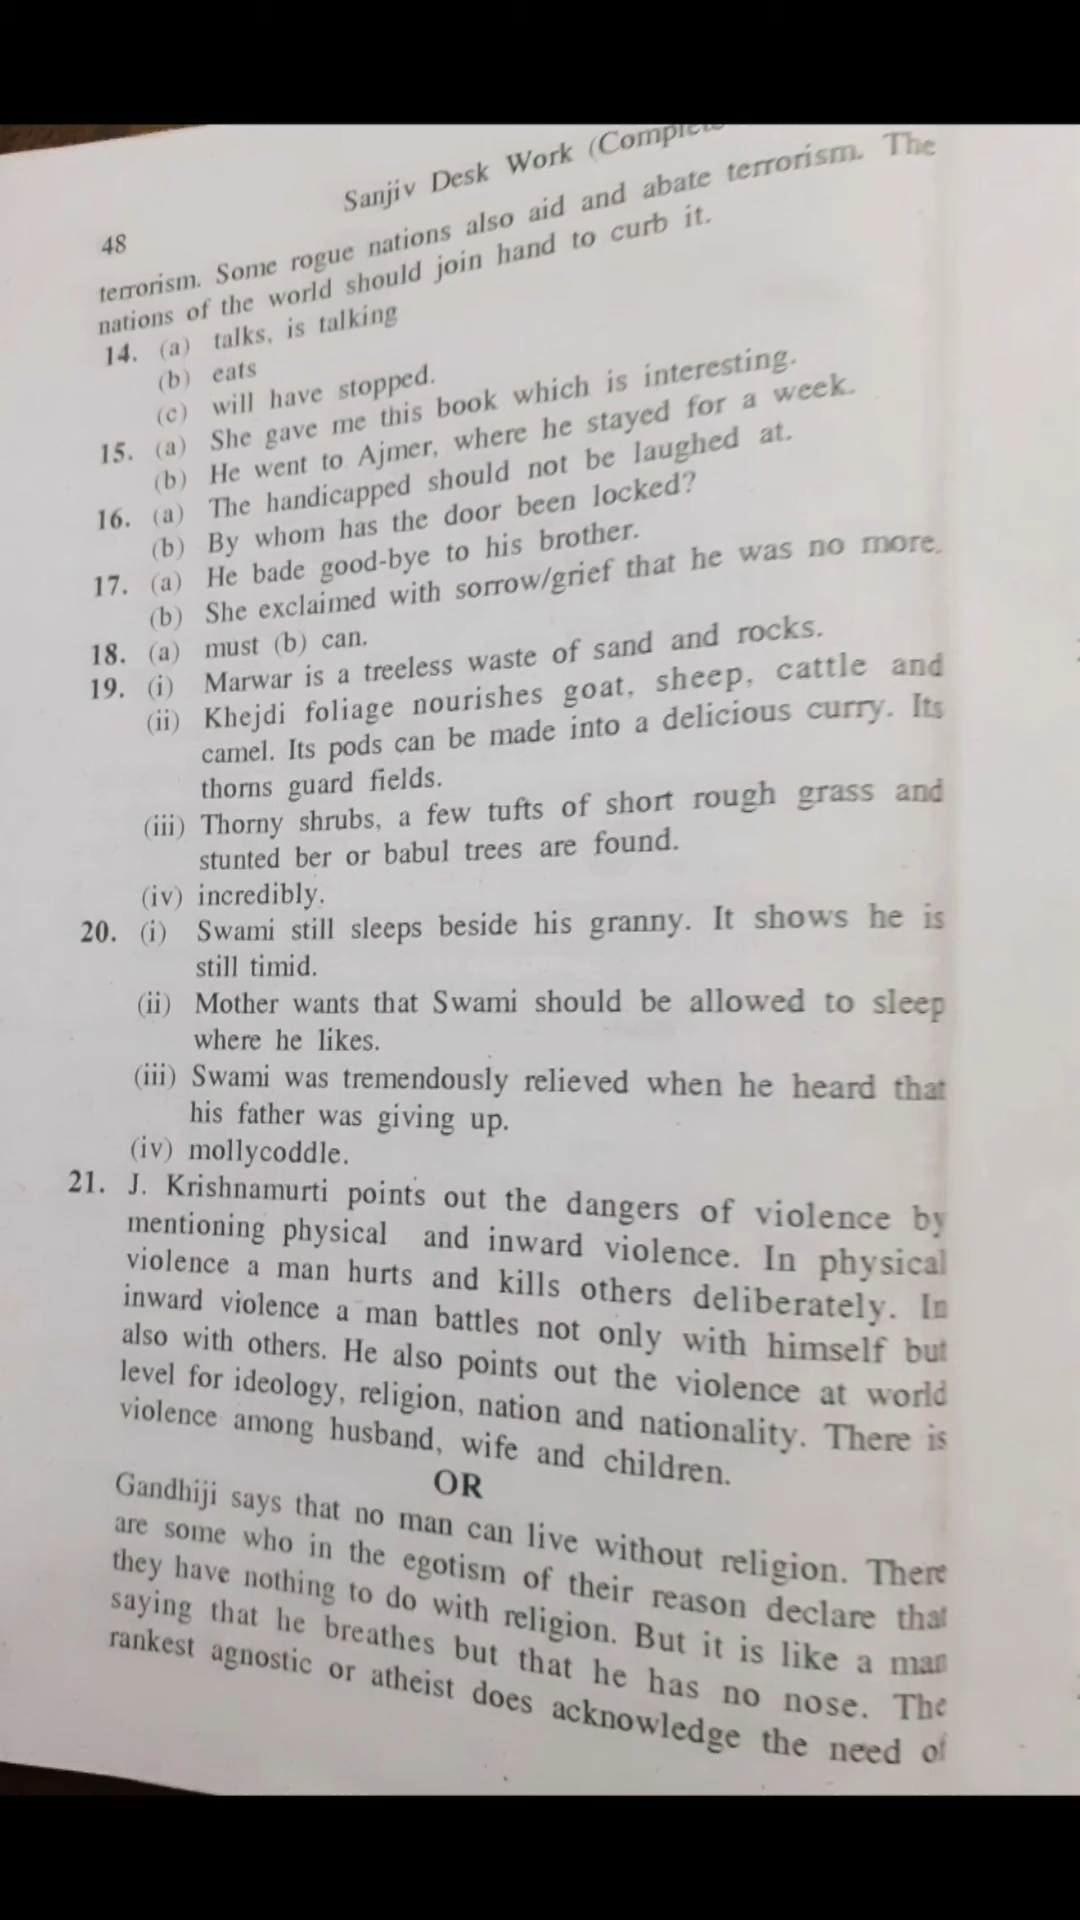 Sanjiv Desk Work (Complete
48
terrorism. Some rogue nations also aid and abate terrorism. The
nations of the world should join hand to curb it.
14. (a) talks, is talking
(b) eats
(c) will have stopped.
15. (a) She gave me this book which is interesting.
(b) He went to Ajmer, where he stayed for a week.
16. (a) The handicapped should not be laughed at.
(b) By whom has the door been locked?
17. (a) He bade good-bye to his brother.
(b) She exclaimed with sorrow/grief that he was no more.
18. (a) must (b) can.
19. (i) Marwar is a treeless waste of sand and rocks.
(ii) Khejdi foliage nourishes goat, sheep, cattle and
camel. Its pods can be made into a delicious curry. Its
thorns guard fields.
(iii) Thorny shrubs, a few tufts of short rough grass and
stunted ber or babul trees are found.
(iv) incredibly.
20. (i) Swami still sleeps beside his granny. It shows he is
still timid.
(ii) Mother wants that Swami should be allowed to sleep
where he likes.
(iii) Swami was tremendously relieved when he heard that
his father was giving up.
(iv) mollycoddle.
21. J. Krishnamurti points out the dangers of violence by
mentioning physical and inward violence. In physical
violence a man hurts and kills others deliberately. In
inward violence a man battles not only with himself but
also with others. He also points out the violence at world
level for ideology, religion, nation and nationality. There is
violence among husband, wife and children.
OR
Gandhiji says that no man can live without religion. There
are some who in the egotism of their reason declare that
they have nothing to do with religion. But it is like a man
saying that he breathes but that he has no nose. The
rankest agnostic or atheist does acknowledge the need of